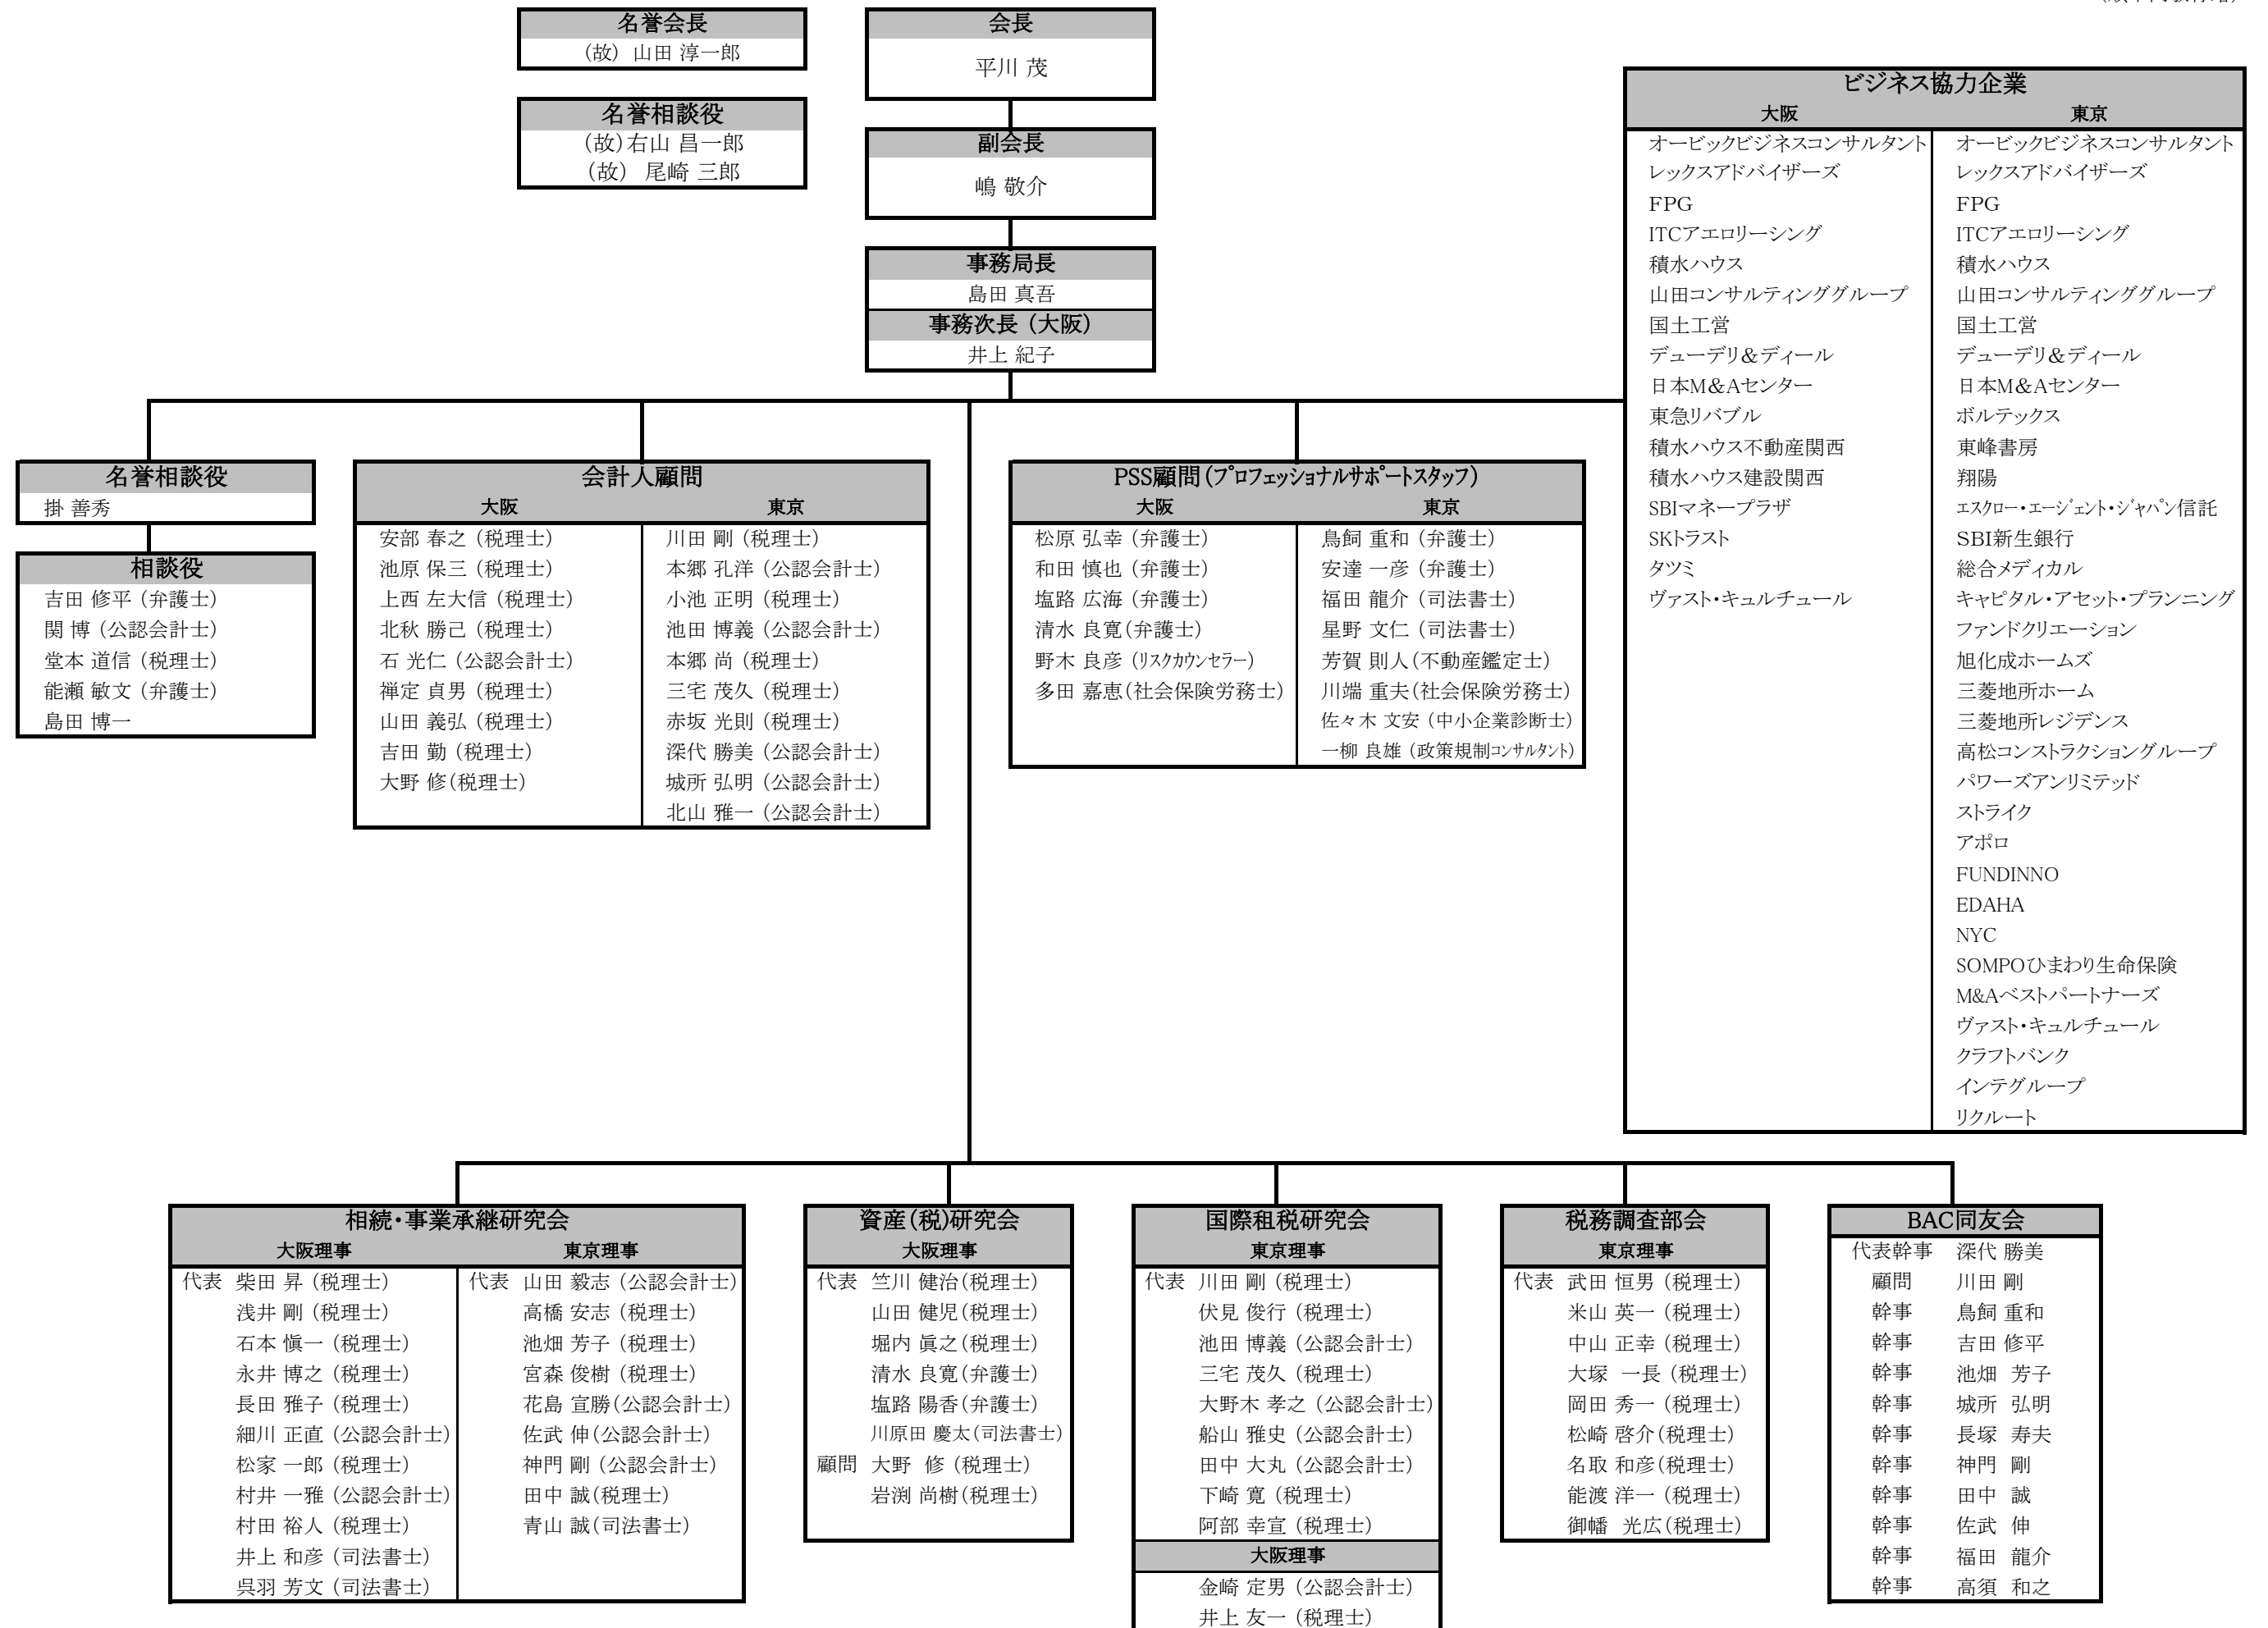 名誉会長
(故) 山田 淳一郎
名誉相談役
(故)右山 昌一郎
(故) 尾崎 三郎
会長
平川 茂
副会長
嶋 敬介
事務局長
島田 真吾
事務次長（大阪）
井上 紀子
ビジネス協力企業
大阪
オービックビジネスコンサルタント
レックスアドバイザーズ
FPG
ITCアエロリーシング
積水ハウス
山田コンサルティンググループ
国土工営
デューデリ&ディール
日本M&Aセンター
東急リバブル
積水ハウス不動産関西
積水ハウス建設関西
SBIマネープラザ
SKトラスト
タツミ
ヴァスト・キュルチュール
東京
オービックビジネスコンサルタント
レックスアドバイザーズ
FPG
ITCアエロリーシング
積水ハウス
山田コンサルティンググループ
国土工営
デューデリ&ディール
日本M&Aセンター
ボルテックス
東峰書房
翔陽
エスクロー・エージェント・ジャパン信託
SBI新生銀行
総合メディカル
キャピタル・アセット・プランニング
ファンドクリエーション
旭化成ホームズ
三菱地所ホーム
三菱地所レジデンス
高松コンストラクショングループ
パワーズアンリミテッド
ストライク
アポロ
FUNDINNO
EDAHA
NYC
SOMPOひまわり生命保険
M&Aベストパートナーズ
ヴァスト・キュルチュール
クラフトバンク
インテグループ
リクルート
名誉相談役
掛 善秀
相談役
吉田 修平 (弁護士)
関 博 (公認会計士)
堂本 道信 (税理士)
能瀬 敏文 (弁護士)
島田 博一
会計人顧問
大阪
安部 春之 (税理士)
池原 保三 (税理士)
上西 左大信 (税理士)
北秋 勝己 (税理士)
石 光仁 (公認会計士)
禅定 貞男 (税理士)
山田 義弘 (税理士)
吉田 勤 (税理士)
大野 修(税理士)
東京
川田 剛 (税理士)
本郷 孔洋 (公認会計士)
小池 正明 (税理士)
池田 博義 (公認会計士)
本郷 尚 (税理士)
三宅 茂久 (税理士)
赤坂 光則 (税理士)
深代 勝美 (公認会計士)
城所 弘明 (公認会計士)
北山 雅一 (公認会計士)
PSS顧問(プロフェッショナルサポートスタッフ)
大阪
松原 弘幸 (弁護士)
和田 慎也 (弁護士)
塩路 広海 (弁護士)
清水 良寛(弁護士)
野木 良彦 (リスクカウンセラー)
多田 嘉恵(社会保険労務士)
東京
鳥飼 重和 (弁護士)
安達 一彦 (弁護士)
福田 龍介 (司法書士)
星野 文仁 (司法書士)
芳賀 則人(不動産鑑定士)
川端 重夫(社会保険労務士)
佐々木 文安 (中小企業診断士)
一柳 良雄 (政策規制コンサルタント)
相続・事業承継研究会
大阪理事
代表 柴田 昇 (税理士)
浅井 剛 (税理士)
石本 愼一 (税理士)
永井 博之 (税理士)
長田 雅子 (税理士)
細川 正直 (公認会計士)
松家 一郎 (税理士)
村井 一雅 (公認会計士)
村田 裕人 (税理士)
井上 和彦 (司法書士)
呉羽 芳文 (司法書士)
東京理事
代表 山田 毅志 (公認会計士)
高橋 安志 (税理士)
池畑 芳子 (税理士)
宮森 俊樹 (税理士)
花島 宣勝(公認会計士)
佐武 伸(公認会計士)
神門 剛 (公認会計士)
田中 誠(税理士)
青山 誠(司法書士)
資産(税)研究会
大阪理事
代表 竺川 健治(税理士)
山田 健児(税理士)
堀内 眞之(税理士)
清水 良寛(弁護士)
塩路 陽香(弁護士)
川原田 慶太(司法書士)
顧問 大野 修 (税理士)
岩渕 尚樹(税理士)
国際租税研究会
東京理事
代表 川田 剛 (税理士)
伏見 俊行 (税理士)
池田 博義 (公認会計士)
三宅 茂久 (税理士)
大野木 孝之 (公認会計士)
船山 雅史 (公認会計士)
田中 大丸 (公認会計士)
下崎 寛 (税理士)
阿部 幸宣 (税理士)
大阪理事
金崎 定男 (公認会計士)
井上 友一 (税理士)
税務調査部会
東京理事
代表 武田 恒男 (税理士)
米山 英一 (税理士)
中山 正幸 (税理士)
大塚 一長 (税理士)
岡田 秀一 (税理士)
松崎 啓介(税理士)
名取 和彦(税理士)
能渡 洋一 (税理士)
御幡 光広(税理士)
BAC同友会
代表幹事 深代 勝美
顧問 川田 剛
幹事 鳥飼 重和
幹事 吉田 修平
幹事 池畑 芳子
幹事 城所 弘明
幹事 長塚 寿夫
幹事 神門 剛
幹事 田中 誠
幹事 佐武 伸
幹事 福田 龍介
幹事 高須 和之